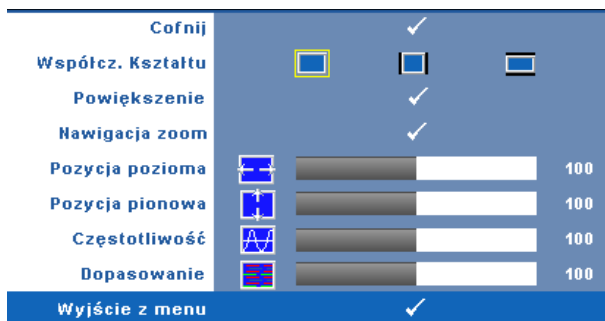 Cofnij
Współcz. Kształtu
Powiększenie
Nawigacja zoom
Pozycja pozioma 100
Pozycja pionowa 100
Częstotliwość 100
Dopasowanie 100
Wyjście z menu